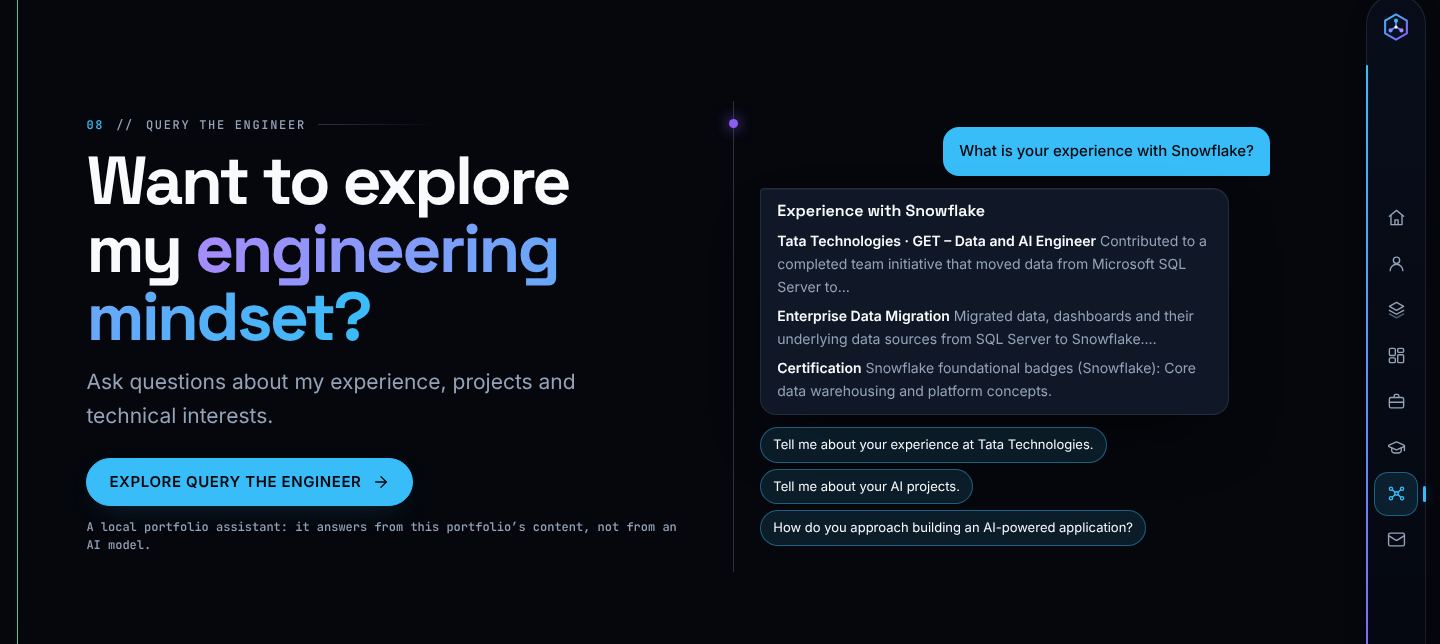 08 // QUERY THE ENGINEER
Want to explore
my engineering
mindset?
Ask questions about my experience, projects and
technical interests.
EXPLORE QUERY THE ENGINEER →
A local portfolio assistant: it answers from this portfolio’s content, not from an
AI model.
What is your experience with Snowflake?
Experience with Snowflake
Tata Technologies · GET – Data and AI Engineer Contributed to a
completed team initiative that moved data from Microsoft SQL
Server to…
Enterprise Data Migration Migrated data, dashboards and their
underlying data sources from SQL Server to Snowflake.…
Certification Snowflake foundational badges (Snowflake): Core
data warehousing and platform concepts.
Tell me about your experience at Tata Technologies.
Tell me about your AI projects.
How do you approach building an AI-powered application?